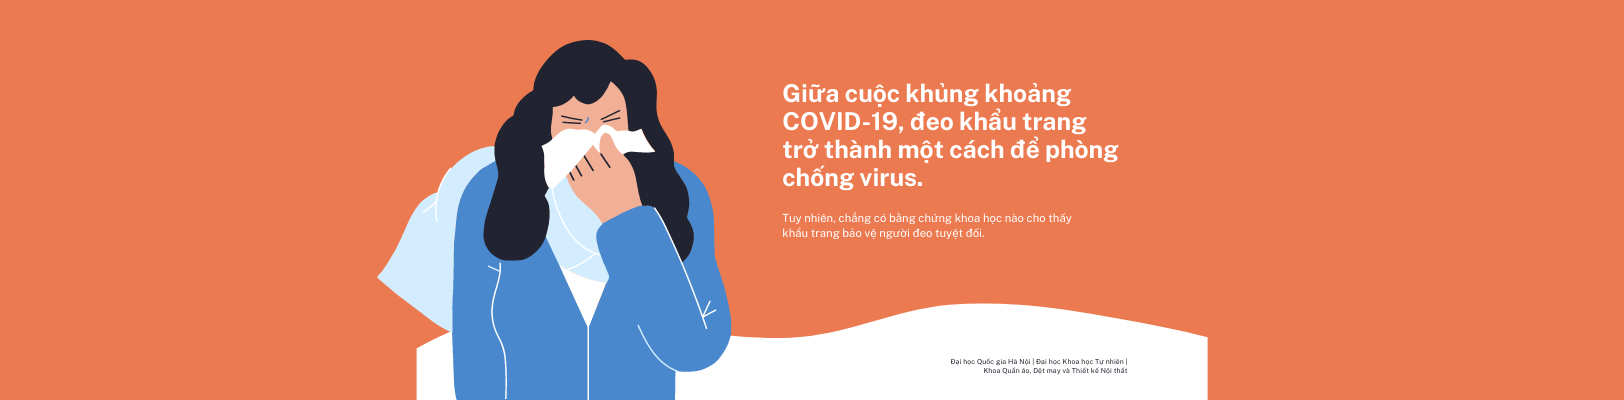 Giữa cuộc khủng khoảng
COVID-19, đeo khẩu trang
trở thành một cách để phòng
chống virus.
Tuy nhiên, chẳng có bằng chứng khoa học nào cho thấy
khẩu trang bảo vệ người đeo tuyệt đối.
Đại học Quốc gia Hà Nội | Đại học Khoa học Tự nhiên |
Khoa Quần áo, Dệt may và Thiết kế Nội thất